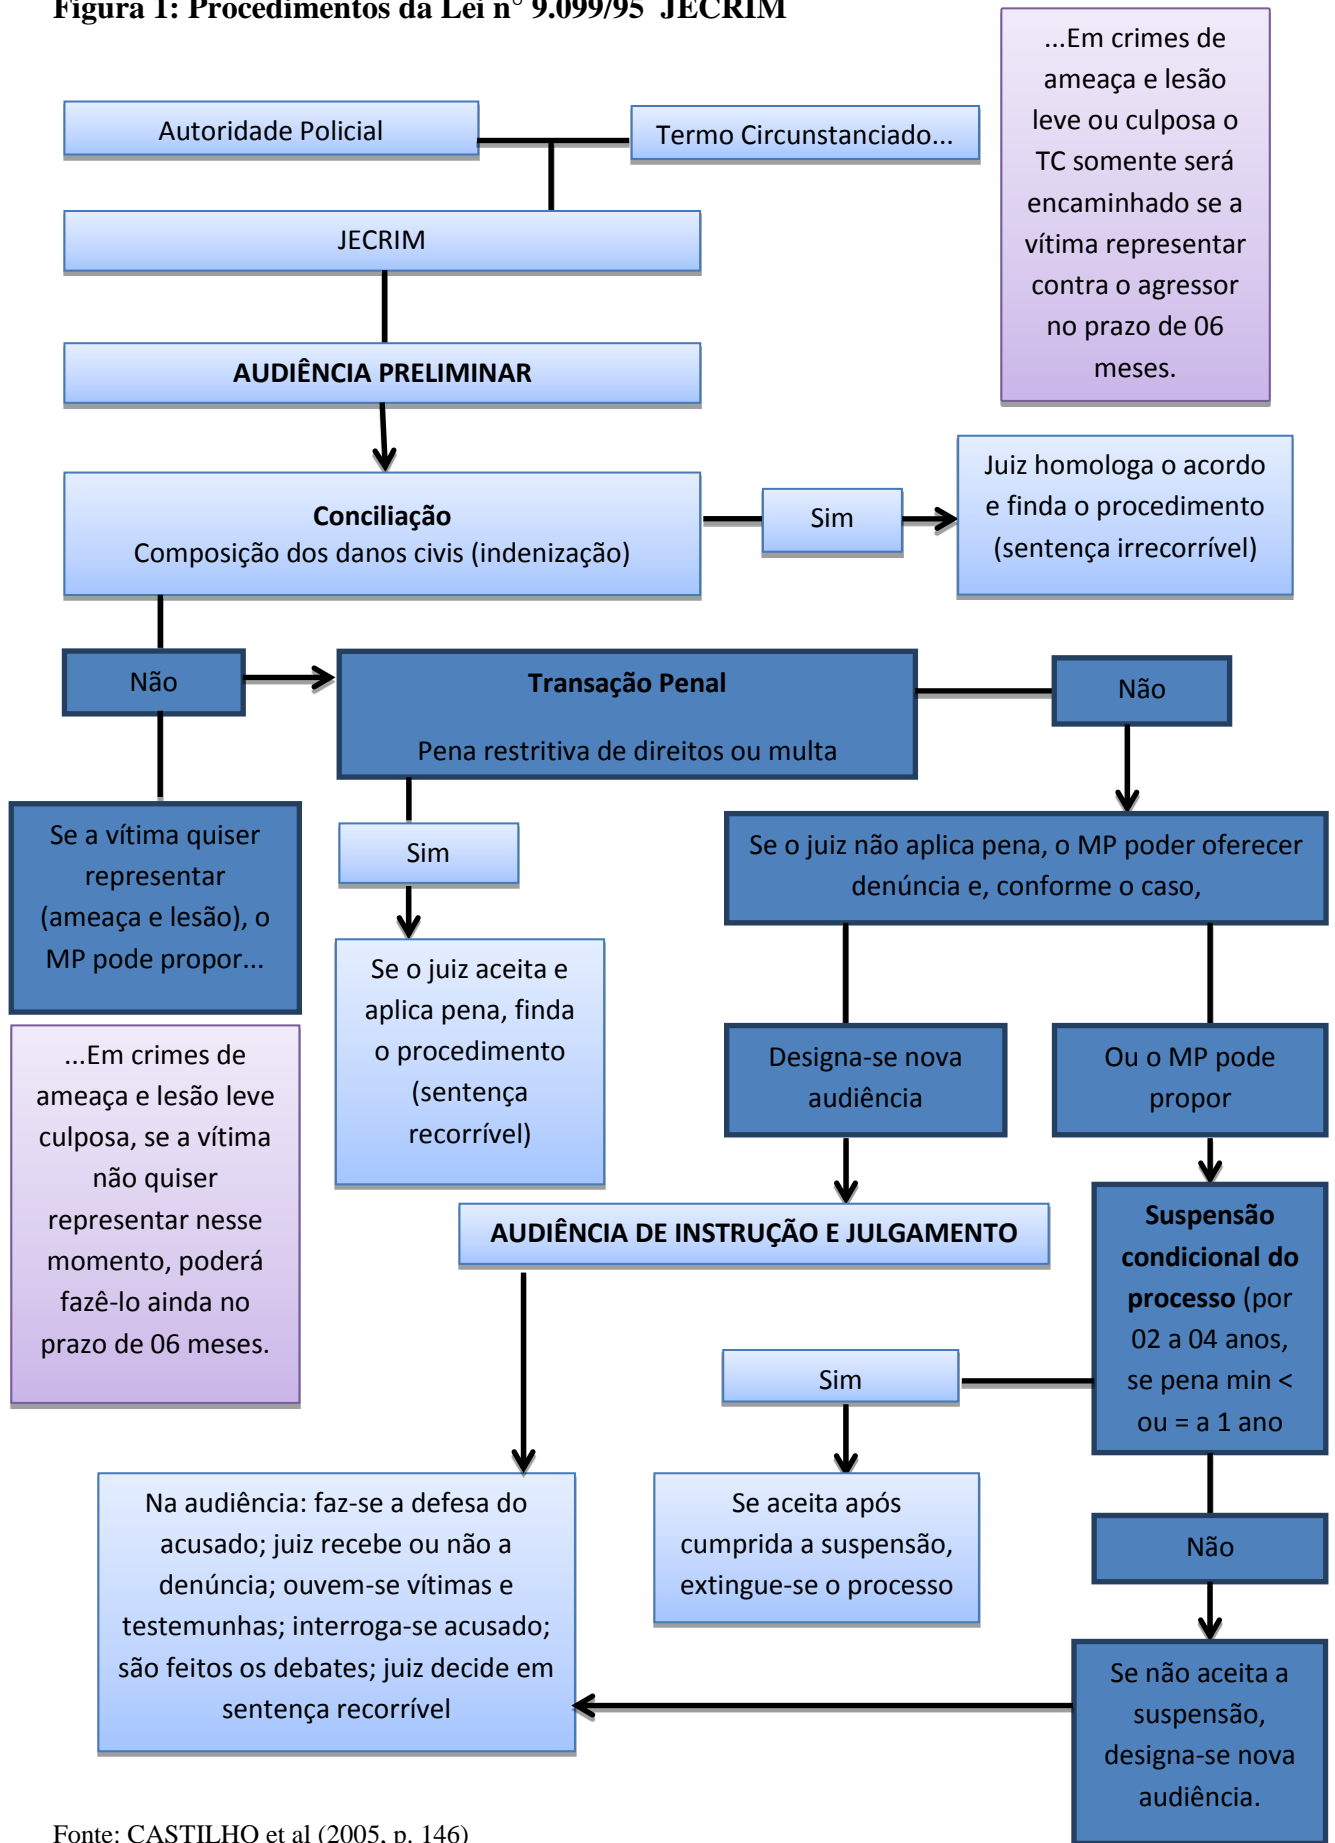 Figura 1: Procedimentos da Lei n° 9.099/95 JECRIM
...Em crimes de
ameaça e lesão
leve ou culposa o
TC somente será
encaminhado se a
vítima representar
contra o agressor
no prazo de 06
meses.
Autoridade Policial
Termo Circunstanciado...
JECRIM
AUDIÊNCIA PRELIMINAR
Conciliação
Composição dos danos civis (indenização)
Sim
Juiz homologa o acordo
e finda o procedimento
(sentença irrecorrível)
Não
Transação Penal
Pena restritiva de direitos ou multa
Não
Se a vítima quiser
representar
(ameaça e lesão), o
MP pode propor...
Sim
Se o juiz não aplica pena, o MP poder oferecer
denúncia e, conforme o caso,
Se o juiz aceita e
aplica pena, finda
o procedimento
(sentença
recorrível)
...Em crimes de
ameaça e lesão leve
culposa, se a vítima
não quiser
representar nesse
momento, poderá
fazê-lo ainda no
prazo de 06 meses.
Designa-se nova
audiência
Ou o MP pode
propor
AUDIÊNCIA DE INSTRUÇÃO E JULGAMENTO
Suspensão
condicional do
processo (por
02 a 04 anos,
se pena min <
ou = a 1 ano
Sim
Na audiência: faz-se a defesa do
acusado; juiz recebe ou não a
denúncia; ouvem-se vítimas e
testemunhas; interroga-se acusado;
são feitos os debates; juiz decide em
sentença recorrível
Se aceita após
cumprida a suspensão,
extingue-se o processo
Não
Se não aceita a
suspensão,
designa-se nova
audiência.
Fonte: CASTILHO et al (2005, p. 146)